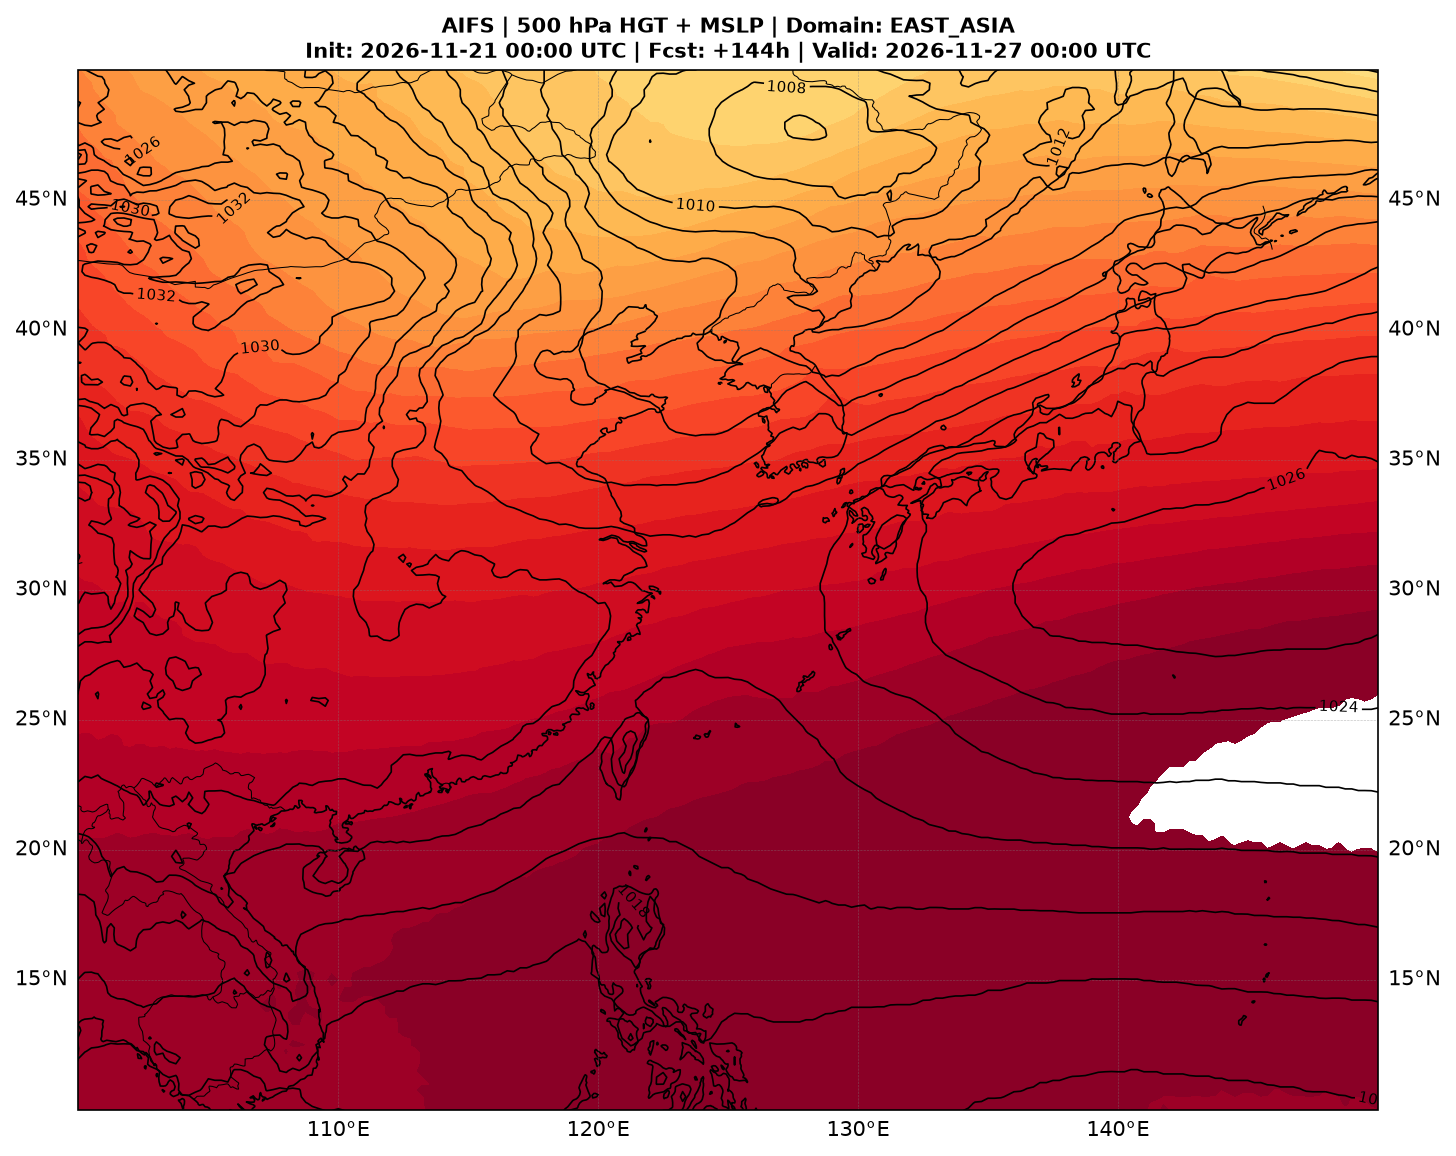 AIFS | 500 hPa HGT + MSLP | Domain: EAST_ASIA
Init: 2026-11-21 00:00 UTC | Fcst: +144h | Valid: 2026-11-27 00:00 UTC
1008
1012
1026
1010
1030
1032
45°N
45°N
1032
40°N
40°N
1030
35°N
35°N
1026
30°N
30°N
1024
25°N
25°N
20°N
20°N
1018
15°N
15°N
10
110°E
120°E
130°E
140°E